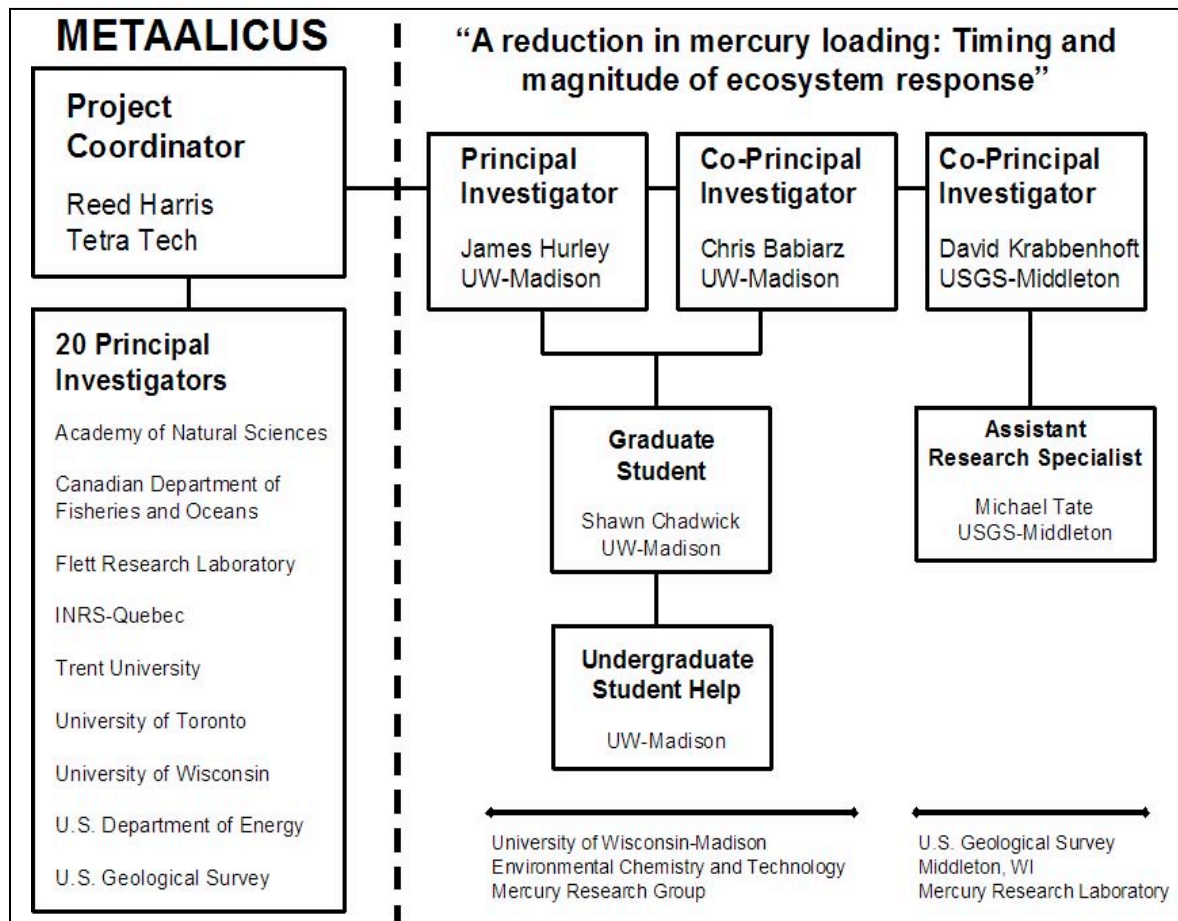 METAALICUS
Project
Coordinator
Reed Harris
Tetra Tech
20 Principal
Investigators
Academy of Natural Sciences
Canadian Department of
Fisheries and Oceans
Flett Research Laboratory
INRS-Quebec
Trent University
University of Toronto
University of Wisconsin
U.S. Department of Energy
U.S. Geological Survey
“A reduction in mercury loading: Timing and
magnitude of ecosystem response”
Principal
Investigator
James Hurley
UW-Madison
Co-Principal
Investigator
Chris Babiarz
UW-Madison
Co-Principal
Investigator
David Krabbenhoft
USGS-Middleton
Graduate
Student
Shawn Chadwick
UW-Madison
Assistant
Research Specialist
Michael Tate
USGS-Middleton
Undergraduate
Student Help
UW-Madison
University of Wisconsin-Madison
Environmental Chemistry and Technology
Mercury Research Group
U.S. Geological Survey
Middleton, WI
Mercury Research Laboratory